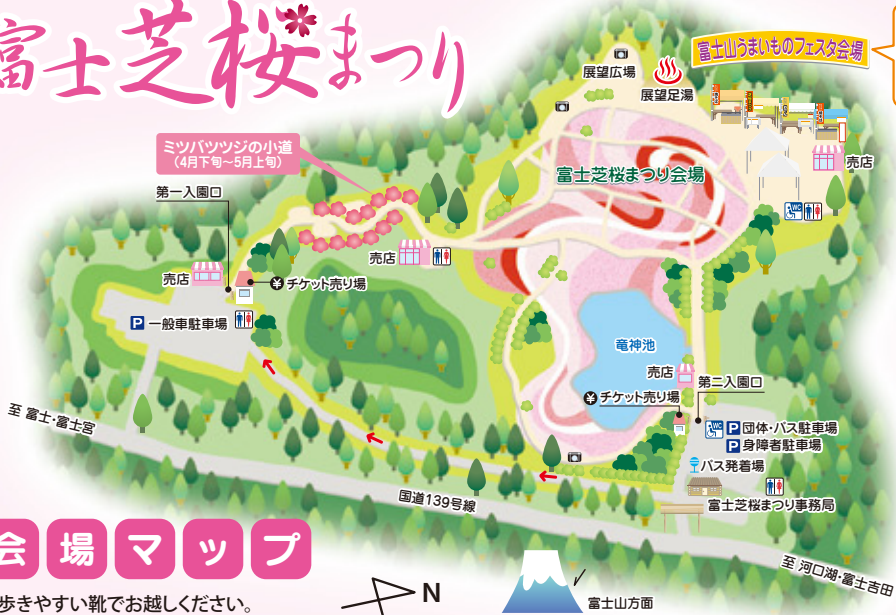 富士芝桜まつり
富士山うまいものフェスタ会場
展望広場
展望足湯
ミツバツツジの小道
(4月下旬〜5月上旬)
富士芝桜まつり会場
売店
WC
第一入園口
売店
売店
¥ チケット売り場
P 一般車駐車場
竜神池
売店
第二入園口
¥ チケット売り場
WC P 団体・バス駐車場
P 身障者駐車場
バス発着場
富士芝桜まつり事務局
至 富士・富士宮
国道139号線
至 河口湖・富士吉田
会場マップ
歩きやすい靴でお越しください。
N
富士山方面